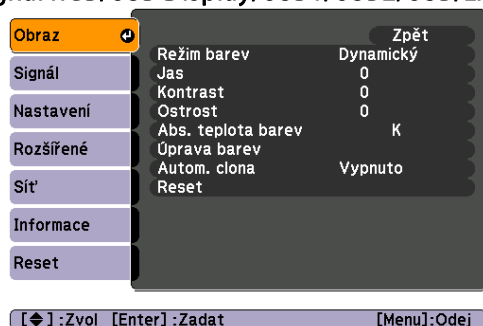 Obraz
Signál
Nastavení
Rozšířené
Síť
Informace
Reset
Zpět
Režim barev Dynamický
Jas 0
Kontrast 0
Ostrost 0
Abs. teplota barev K
Úprava barev
Autom. clona Vypnuto
Reset
[◆] :Zvol [Enter] :Zadat [Menu]:Odej